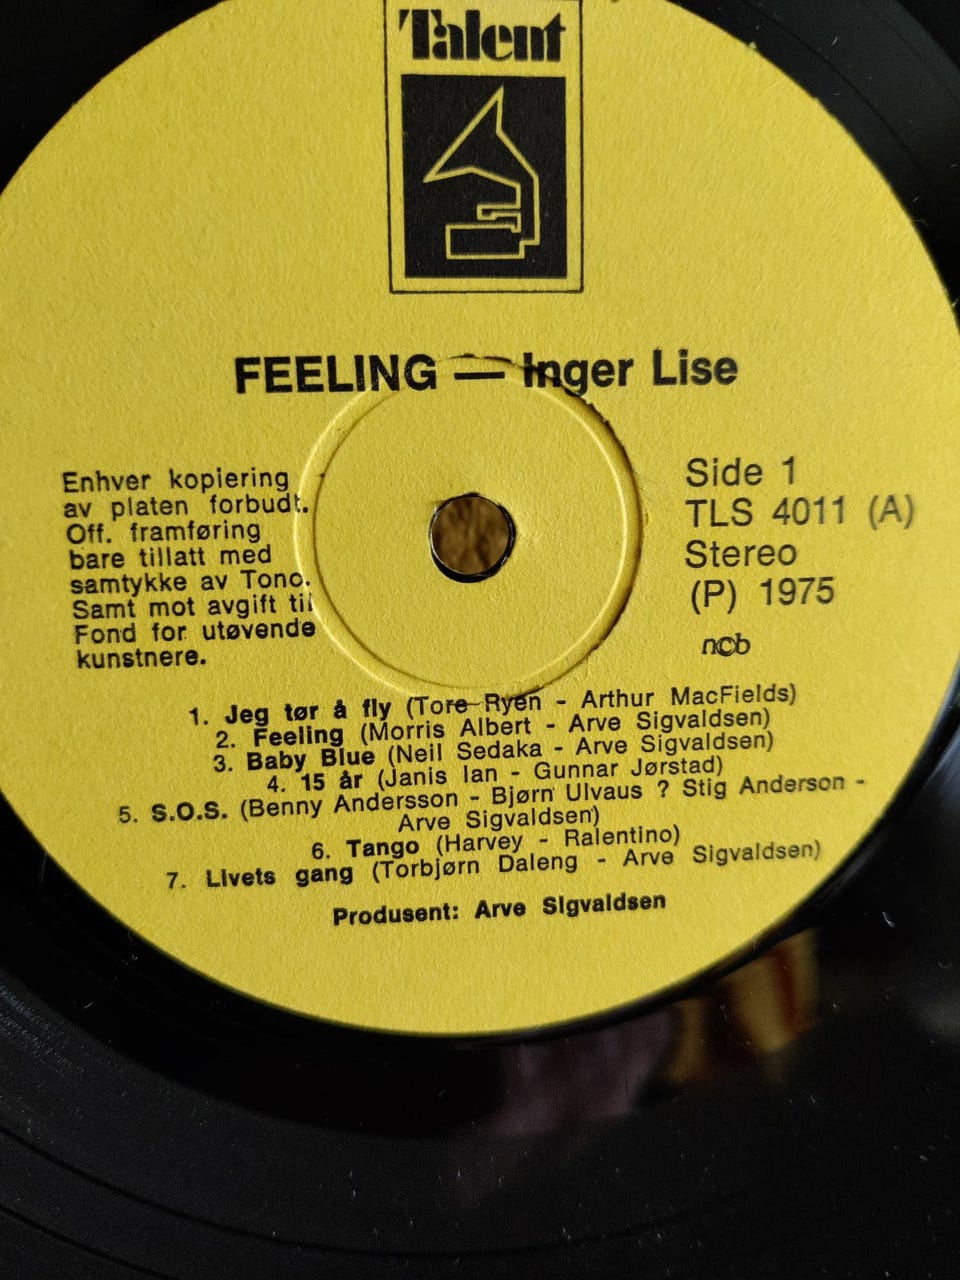 Talent
FEELING — Inger Lise
Enhver kopiering
av platen forbudt.
Off. framføring
bare tillatt med
samtykke av Tono.
Samt mot avgift til
Fond for utøvende
kunstnere.
Side 1
TLS 4011 (A)
Stereo
(P) 1975
ncb
1. Jeg tør å fly (Tore Ryen - Arthur MacFields)
2. Feeling (Morris Albert - Arve Sigvaldsen)
3. Baby Blue (Neil Sedaka - Arve Sigvaldsen)
4. 15 år (Janis Ian - Gunnar Jørstad)
5. S.O.S. (Benny Andersson - Bjørn Ulvaus ? Stig Anderson -
Arve Sigvaldsen)
6. Tango (Harvey - Ralentino)
7. Livets gang (Torbjørn Daleng - Arve Sigvaldsen)
Produsent: Arve Sigvaldsen